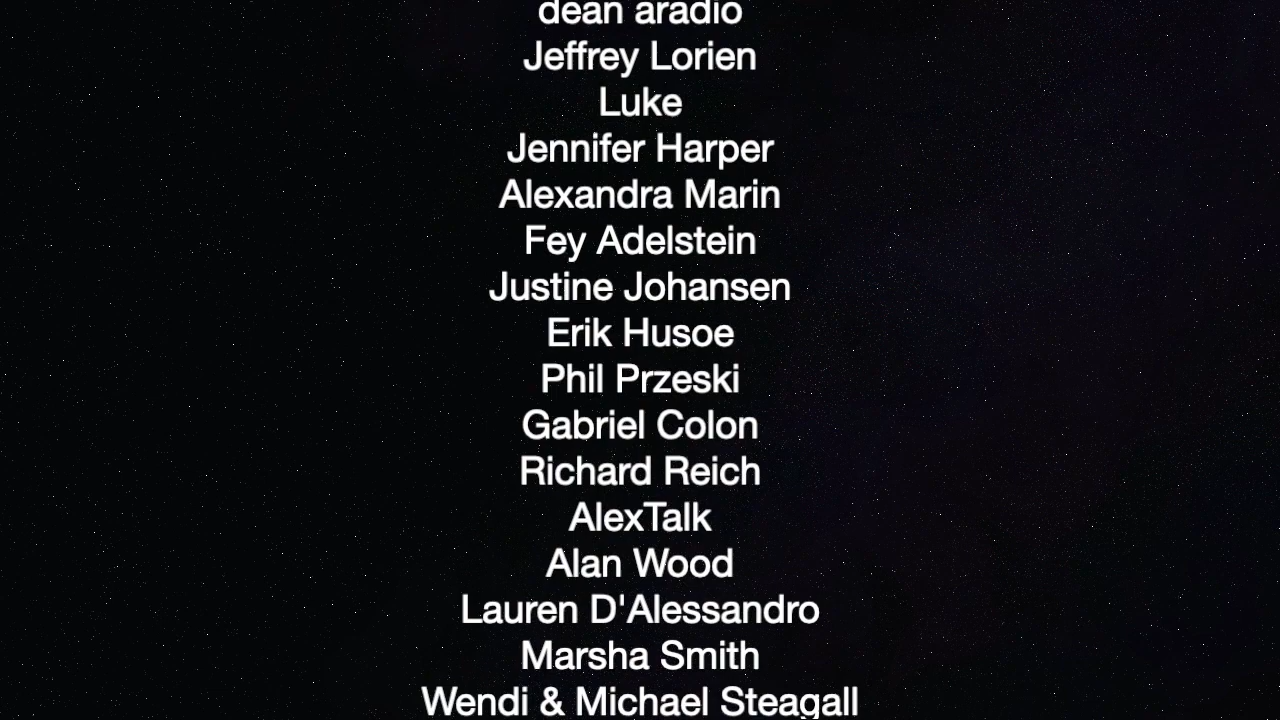 dean aradio
Jeffrey Lorien
Luke
Jennifer Harper
Alexandra Marin
Fey Adelstein
Justine Johansen
Erik Husoe
Phil Przeski
Gabriel Colon
Richard Reich
AlexTalk
Alan Wood
Lauren D'Alessandro
Marsha Smith
Wendi & Michael Steagall